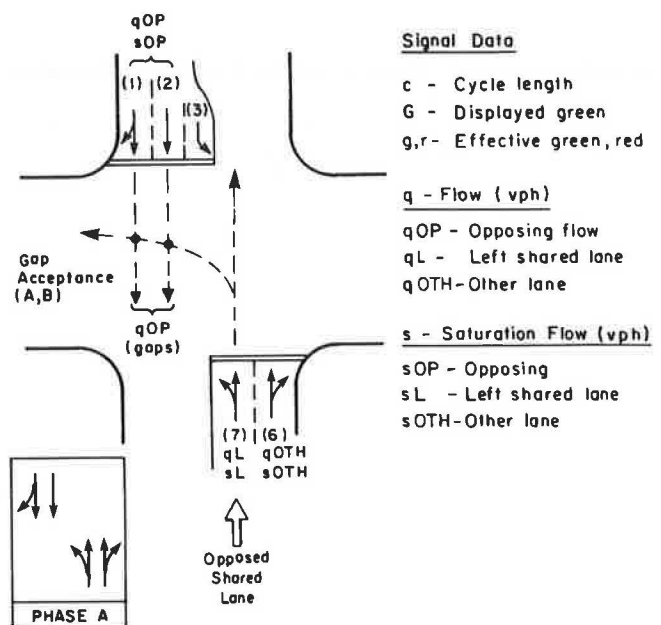 qOP
sOP
(1) (2)
(3)
Gap
Acceptance
(A,B)
qOP
(gaps)
(7) (6)
qL qOTH
sL sOTH
Opposed
Shared
Lane
PHASE A
Signal Data
c - Cycle length
G - Displayed green
g,r- Effective green, red
q - Flow (vph)
qOP - Opposing flow
qL - Left shared lane
qOTH-Other lane
s - Saturation Flow (vph)
sOP - Opposing
sL - Left shared lane
sOTH-Other lane